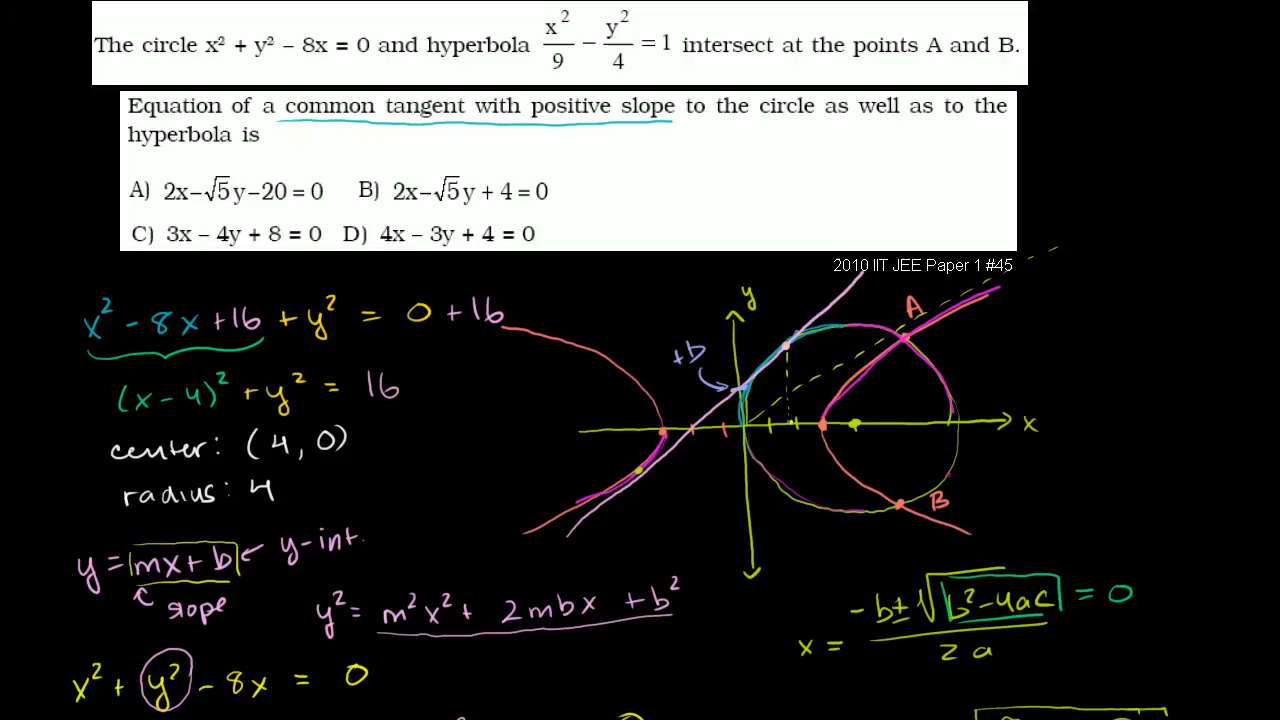 The circle x² + y² – 8x = 0 and hyperbola x²/9 − y²/4 = 1 intersect at the points A and B.
Equation of a common tangent with positive slope to the circle as well as to the
hyperbola is
A) 2x−√5y−20 = 0 B) 2x−√5y + 4 = 0
C) 3x − 4y + 8 = 0 D) 4x − 3y + 4 = 0
2010 IIT JEE Paper 1 #45
x² - 8x +16 + y² = 0 +16
(x - 4)² + y² = 16
center: (4, 0)
radius: 4
y = mx + b ← y-int.
slope
y² = m²x² + 2mbx + b²
x² + y² - 8x = 0
y
A
+b
x
B
x = -b ± √b² - 4ac / 2a = 0